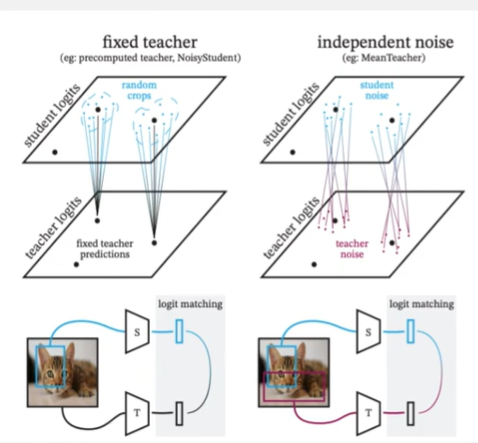 fixed teacher
(eg: precomputed teacher, NoisyStudent)
student logits
random
crops
teacher logits
fixed teacher
predictions
logit matching
S
T
independent noise
(eg: MeanTeacher)
student logits
student
noise
teacher logits
teacher
noise
logit matching
S
T